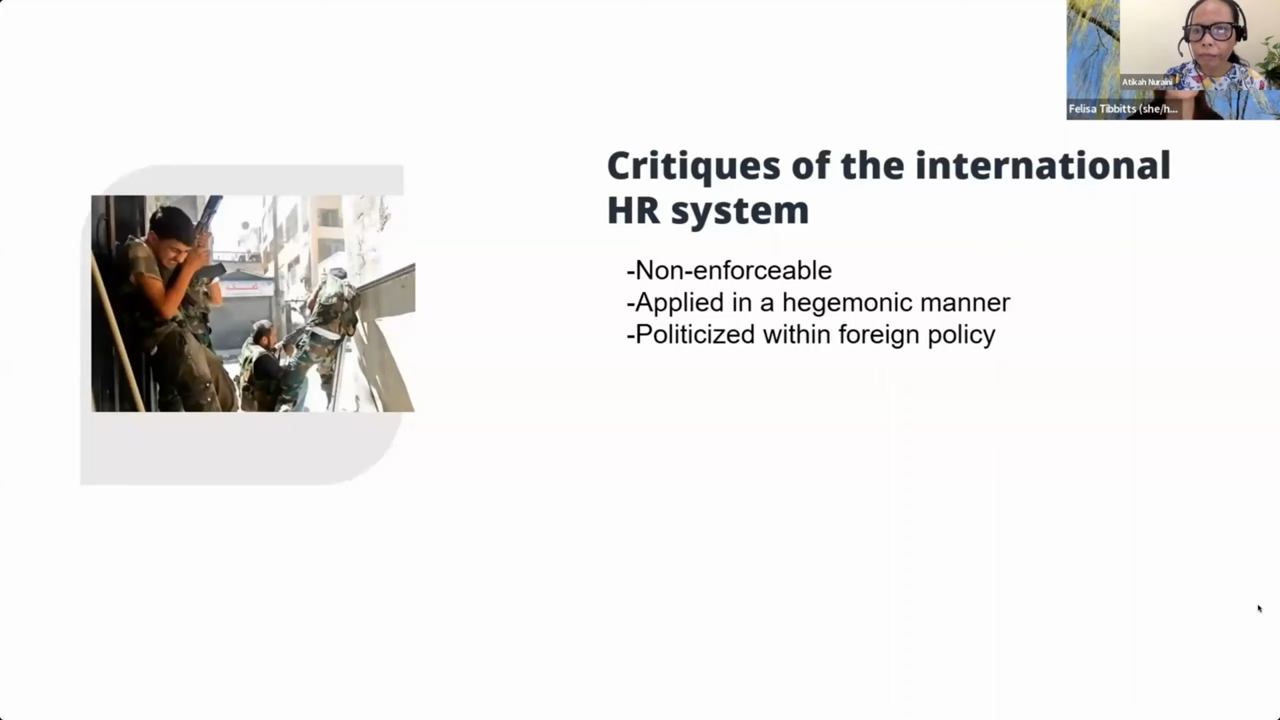 Atikah Nuraini
Felisa Tibbitts (she/h...
Critiques of the international
HR system
-Non-enforceable
-Applied in a hegemonic manner
-Politicized within foreign policy